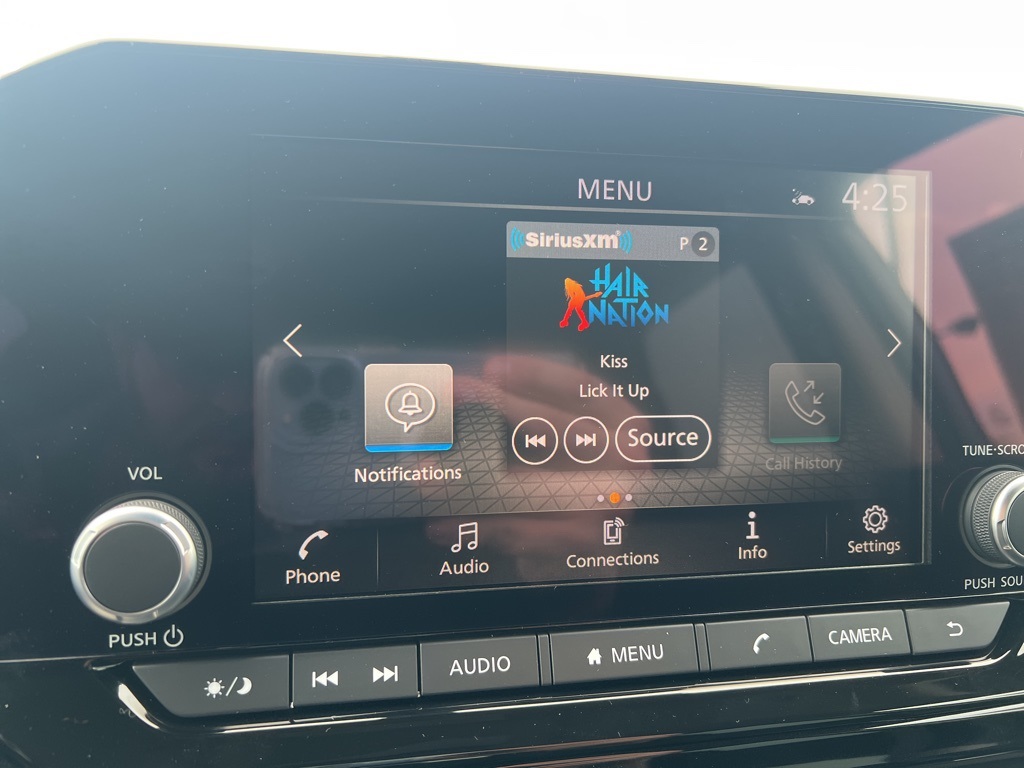 MENU
4:25
SiriusXM
P 2
HAIR
NATION
Kiss
Lick It Up
Source
Notifications
Call History
VOL
TUNE·SCRO
Phone
Audio
Connections
Info
Settings
PUSH
PUSH SOU
AUDIO
MENU
CAMERA